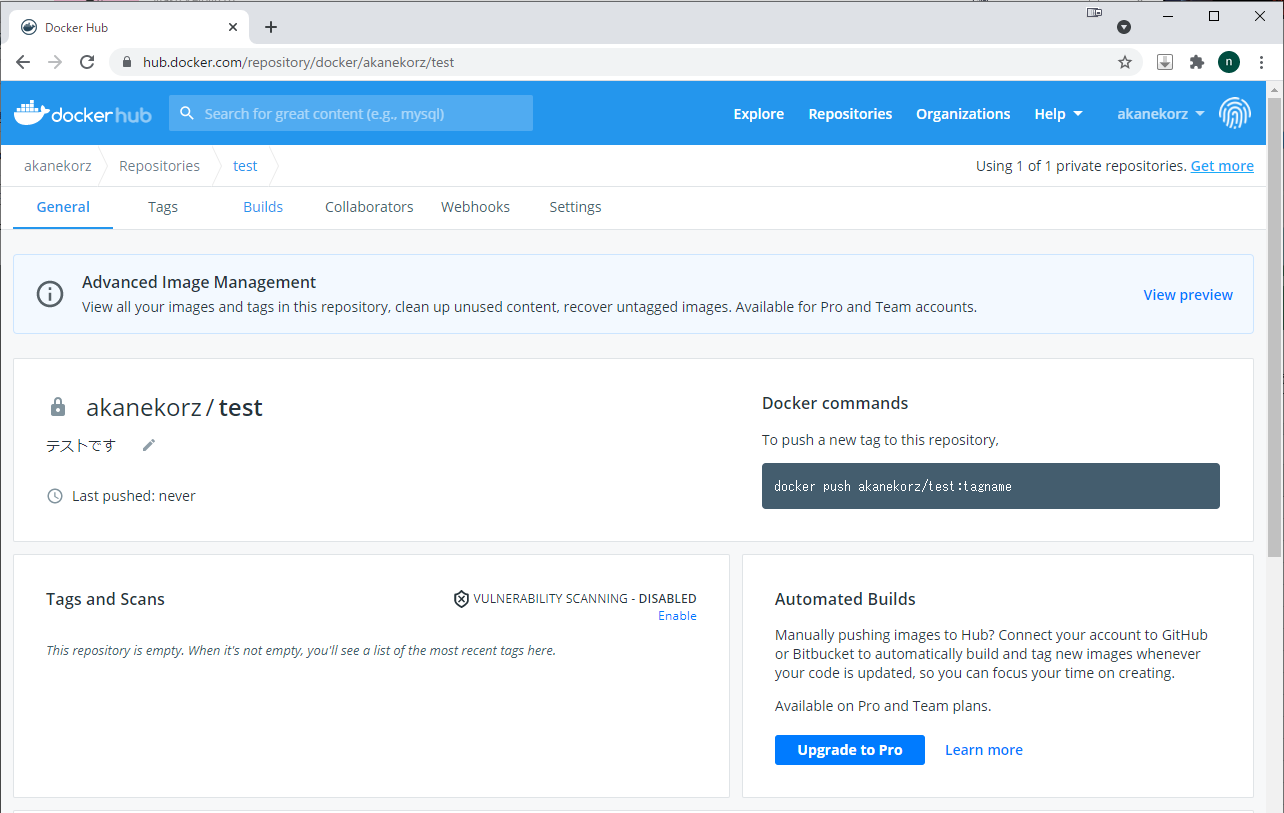 Docker Hub
hub.docker.com/repository/docker/akanekorz/test
n
docker hub
Search for great content (e.g., mysql)
Explore
Repositories
Organizations
Help
akanekorz
akanekorz
Repositories
test
Using 1 of 1 private repositories. Get more
General
Tags
Builds
Collaborators
Webhooks
Settings
Advanced Image Management
View all your images and tags in this repository, clean up unused content, recover untagged images. Available for Pro and Team accounts.
View preview
akanekorz / test
テストです
Last pushed: never
Docker commands
To push a new tag to this repository,
docker push akanekorz/test:tagname
Tags and Scans
VULNERABILITY SCANNING - DISABLED
Enable
This repository is empty. When it's not empty, you'll see a list of the most recent tags here.
Automated Builds
Manually pushing images to Hub? Connect your account to GitHub
or Bitbucket to automatically build and tag new images whenever
your code is updated, so you can focus your time on creating.
Available on Pro and Team plans.
Upgrade to Pro
Learn more